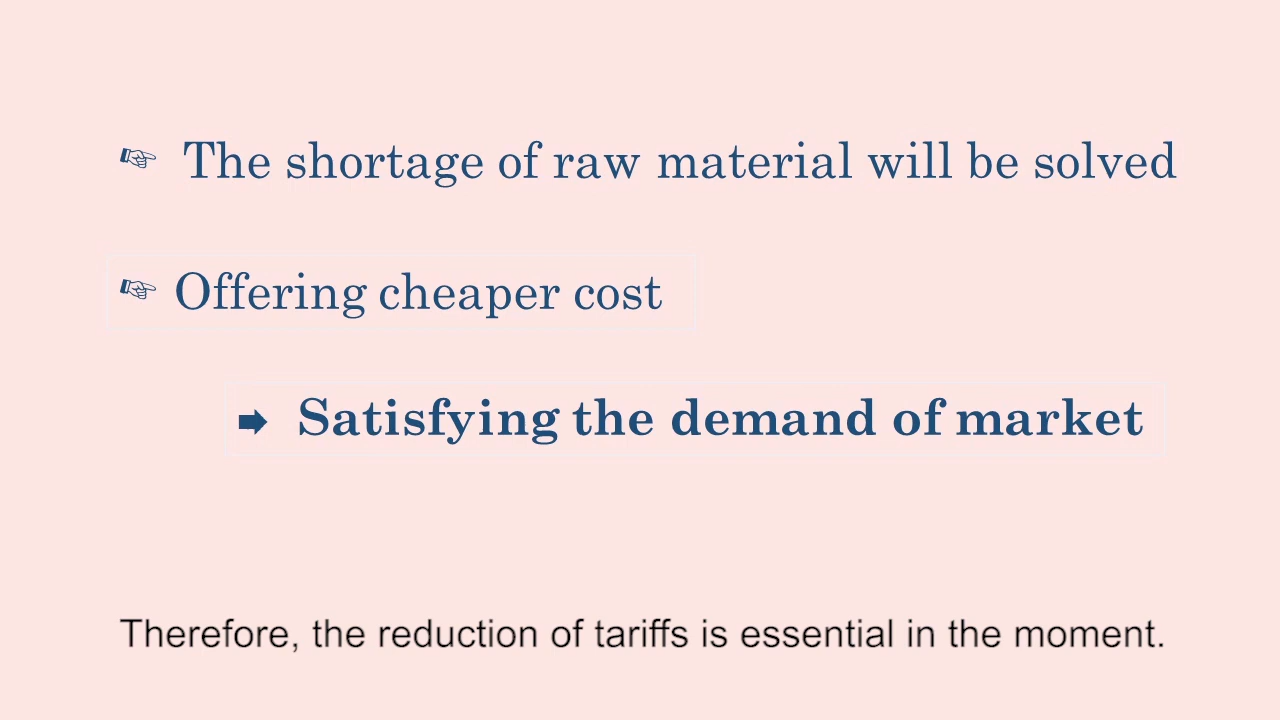 ☞ The shortage of raw material will be solved
☞ Offering cheaper cost
➡ Satisfying the demand of market
Therefore, the reduction of tariffs is essential in the moment.